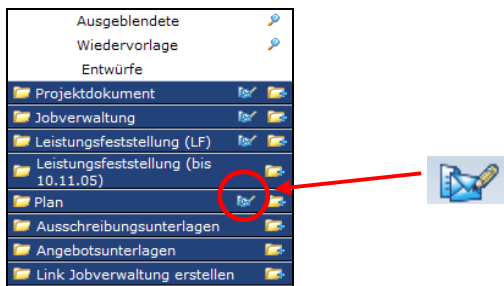 Ausgeblendete
Wiedervorlage
Entwürfe
Projektdokument
Jobverwaltung
Leistungsfeststellung (LF)
Leistungsfeststellung (bis
10.11.05)
Plan
Ausschreibungsunterlagen
Angebotsunterlagen
Link Jobverwaltung erstellen